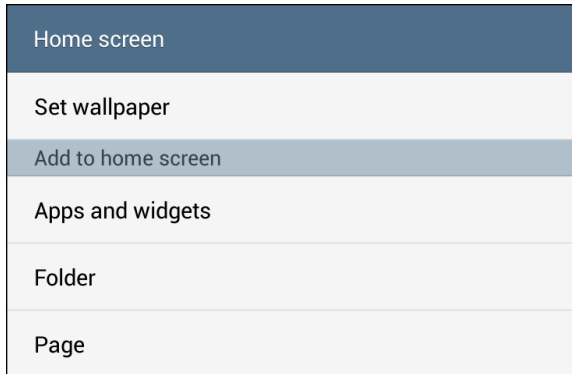 Home screen
Set wallpaper
Add to home screen
Apps and widgets
Folder
Page